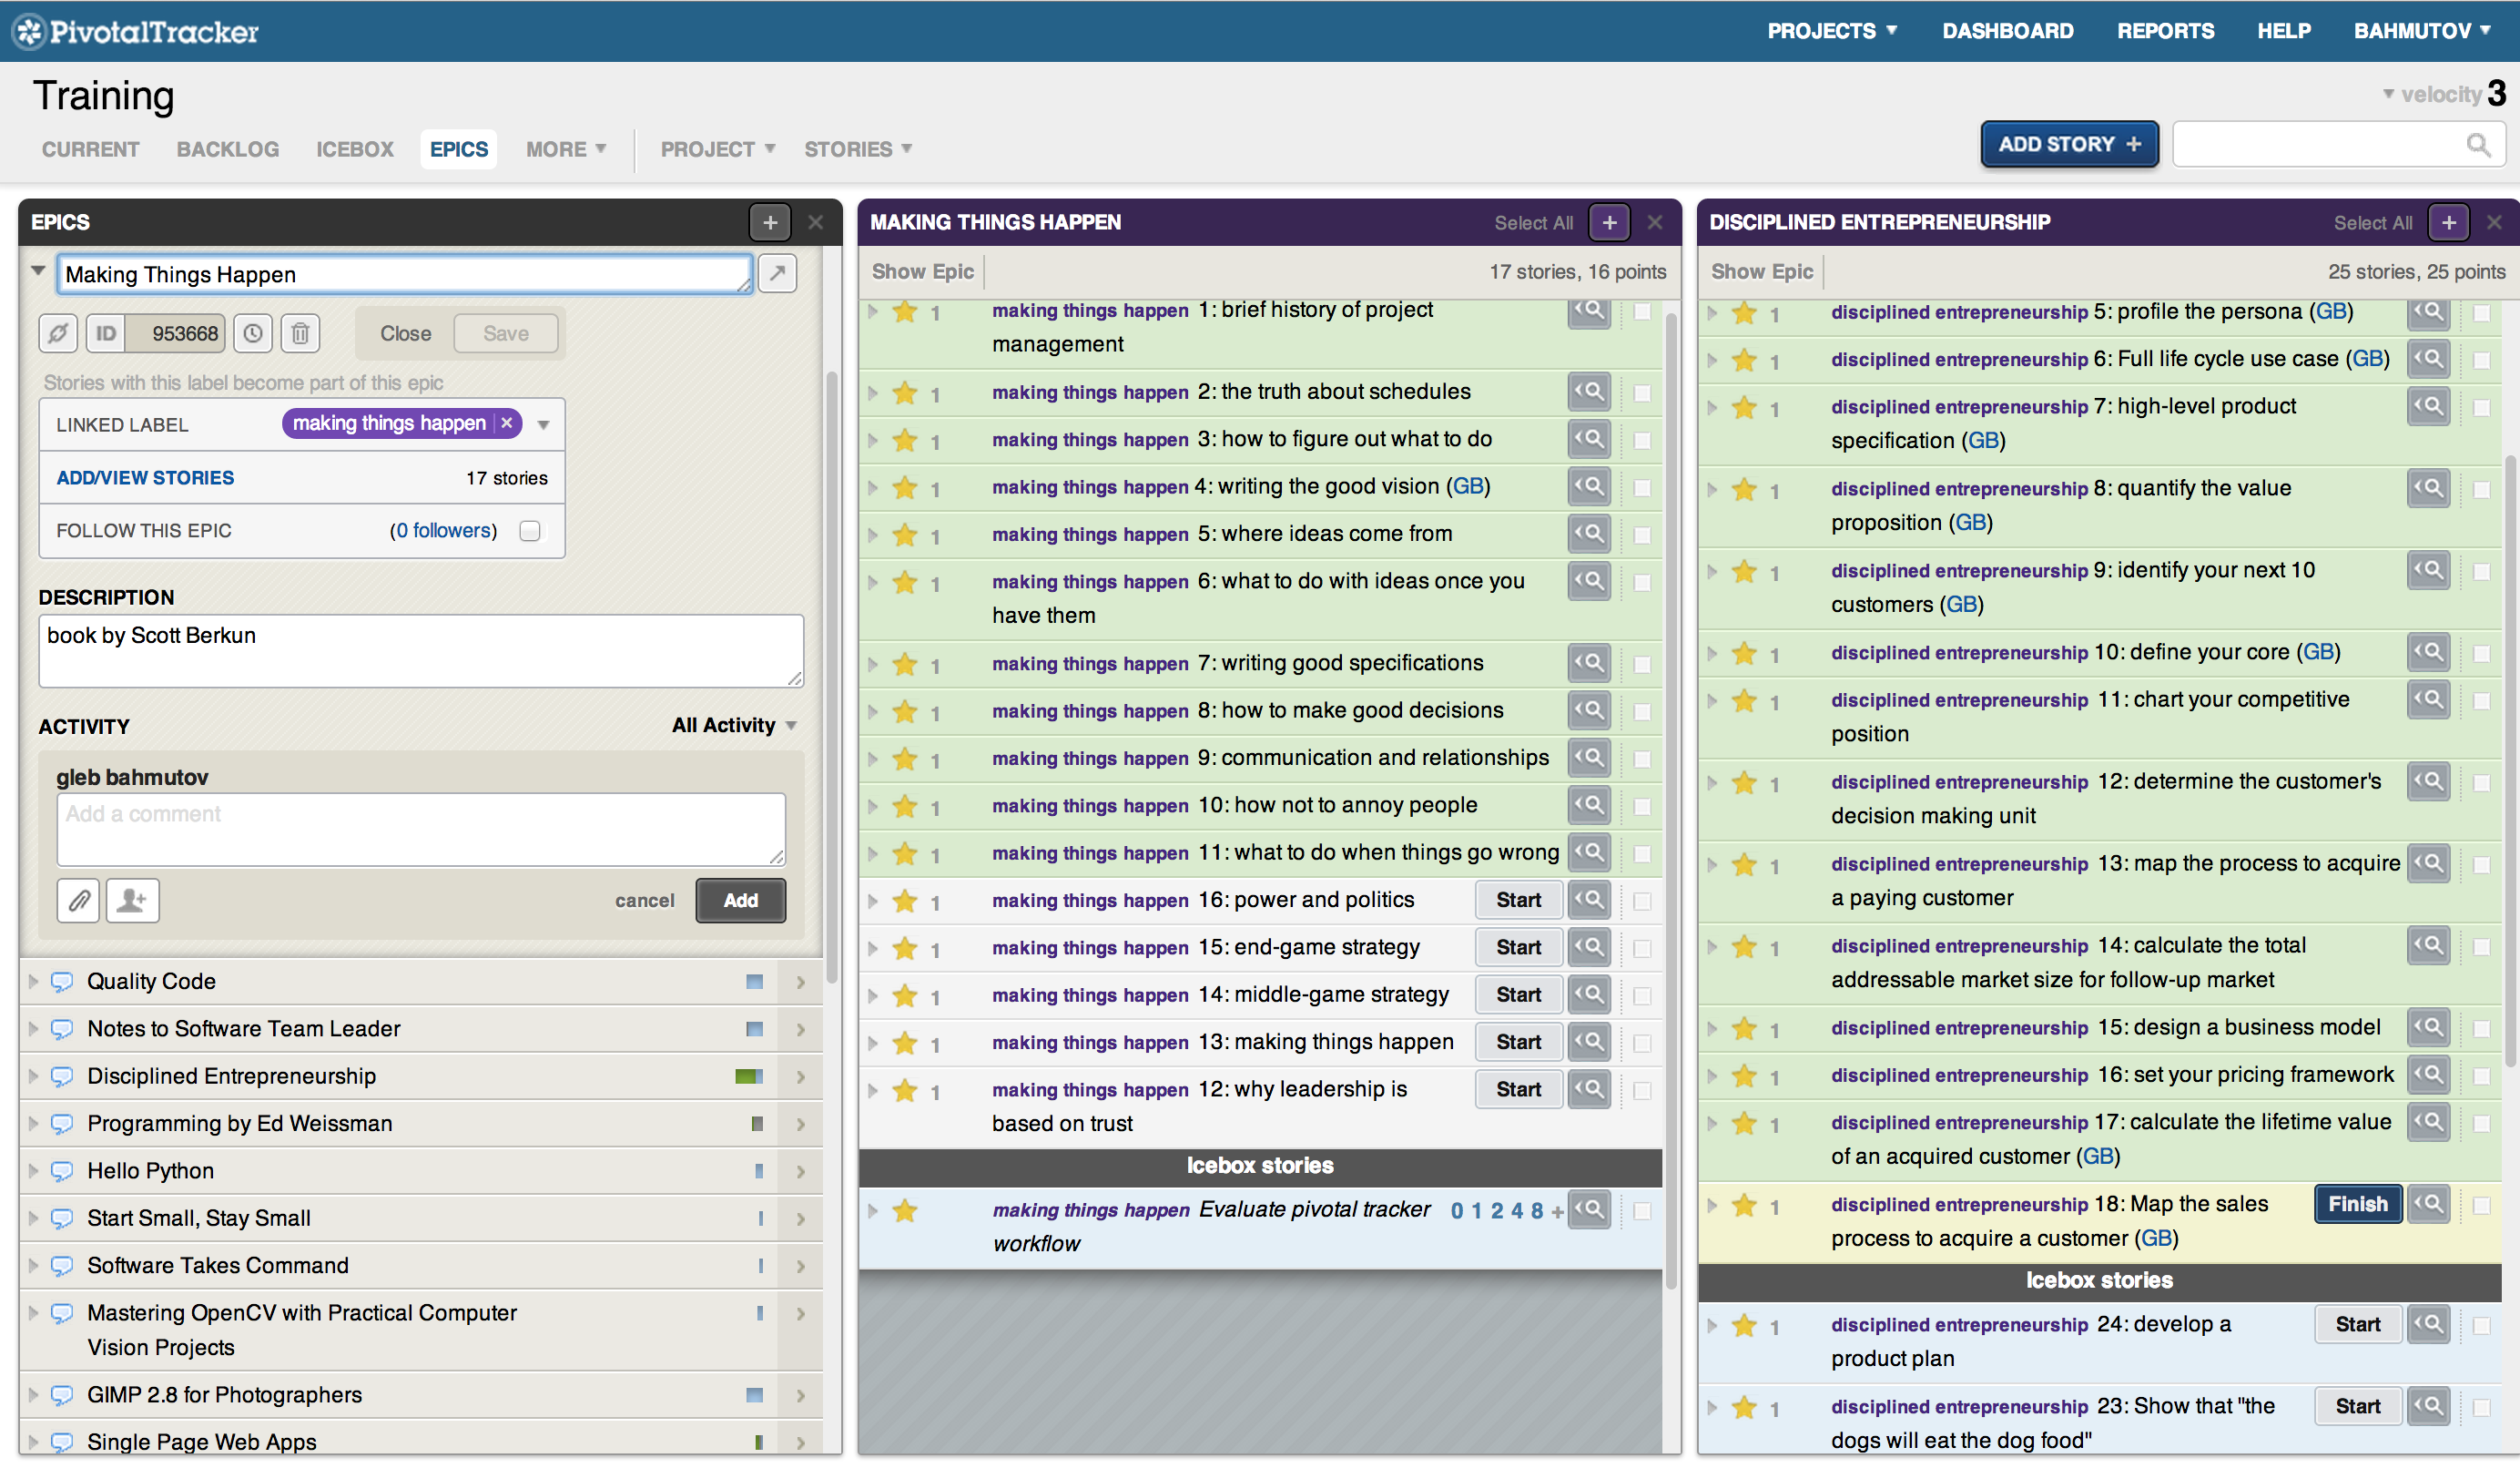 PivotalTracker
PROJECTS DASHBOARD REPORTS HELP BAHMUTOV
Training
velocity 3
CURRENT BACKLOG ICEBOX EPICS MORE PROJECT STORIES
ADD STORY +
EPICS
Making Things Happen
ID 953668
Close Save
Stories with this label become part of this epic
LINKED LABEL making things happen
ADD/VIEW STORIES 17 stories
FOLLOW THIS EPIC (0 followers)
DESCRIPTION
book by Scott Berkun
ACTIVITY All Activity
gleb bahmutov
Add a comment
cancel Add
Quality Code
Notes to Software Team Leader
Disciplined Entrepreneurship
Programming by Ed Weissman
Hello Python
Start Small, Stay Small
Software Takes Command
Mastering OpenCV with Practical Computer
Vision Projects
GIMP 2.8 for Photographers
Single Page Web Apps
MAKING THINGS HAPPEN Select All
Show Epic 17 stories, 16 points
1 making things happen 1: brief history of project
management
1 making things happen 2: the truth about schedules
1 making things happen 3: how to figure out what to do
1 making things happen 4: writing the good vision (GB)
1 making things happen 5: where ideas come from
1 making things happen 6: what to do with ideas once you
have them
1 making things happen 7: writing good specifications
1 making things happen 8: how to make good decisions
1 making things happen 9: communication and relationships
1 making things happen 10: how not to annoy people
1 making things happen 11: what to do when things go wrong
1 making things happen 16: power and politics Start
1 making things happen 15: end-game strategy Start
1 making things happen 14: middle-game strategy Start
1 making things happen 13: making things happen Start
1 making things happen 12: why leadership is Start
based on trust
Icebox stories
making things happen Evaluate pivotal tracker 0 1 2 4 8 +
workflow
DISCIPLINED ENTREPRENEURSHIP Select All
Show Epic 25 stories, 25 points
1 disciplined entrepreneurship 5: profile the persona (GB)
1 disciplined entrepreneurship 6: Full life cycle use case (GB)
1 disciplined entrepreneurship 7: high-level product
specification (GB)
1 disciplined entrepreneurship 8: quantify the value
proposition (GB)
1 disciplined entrepreneurship 9: identify your next 10
customers (GB)
1 disciplined entrepreneurship 10: define your core (GB)
1 disciplined entrepreneurship 11: chart your competitive
position
1 disciplined entrepreneurship 12: determine the customer's
decision making unit
1 disciplined entrepreneurship 13: map the process to acquire
a paying customer
1 disciplined entrepreneurship 14: calculate the total
addressable market size for follow-up market
1 disciplined entrepreneurship 15: design a business model
1 disciplined entrepreneurship 16: set your pricing framework
1 disciplined entrepreneurship 17: calculate the lifetime value
of an acquired customer (GB)
1 disciplined entrepreneurship 18: Map the sales Finish
process to acquire a customer (GB)
Icebox stories
1 disciplined entrepreneurship 24: develop a Start
product plan
1 disciplined entrepreneurship 23: Show that "the Start
dogs will eat the dog food"